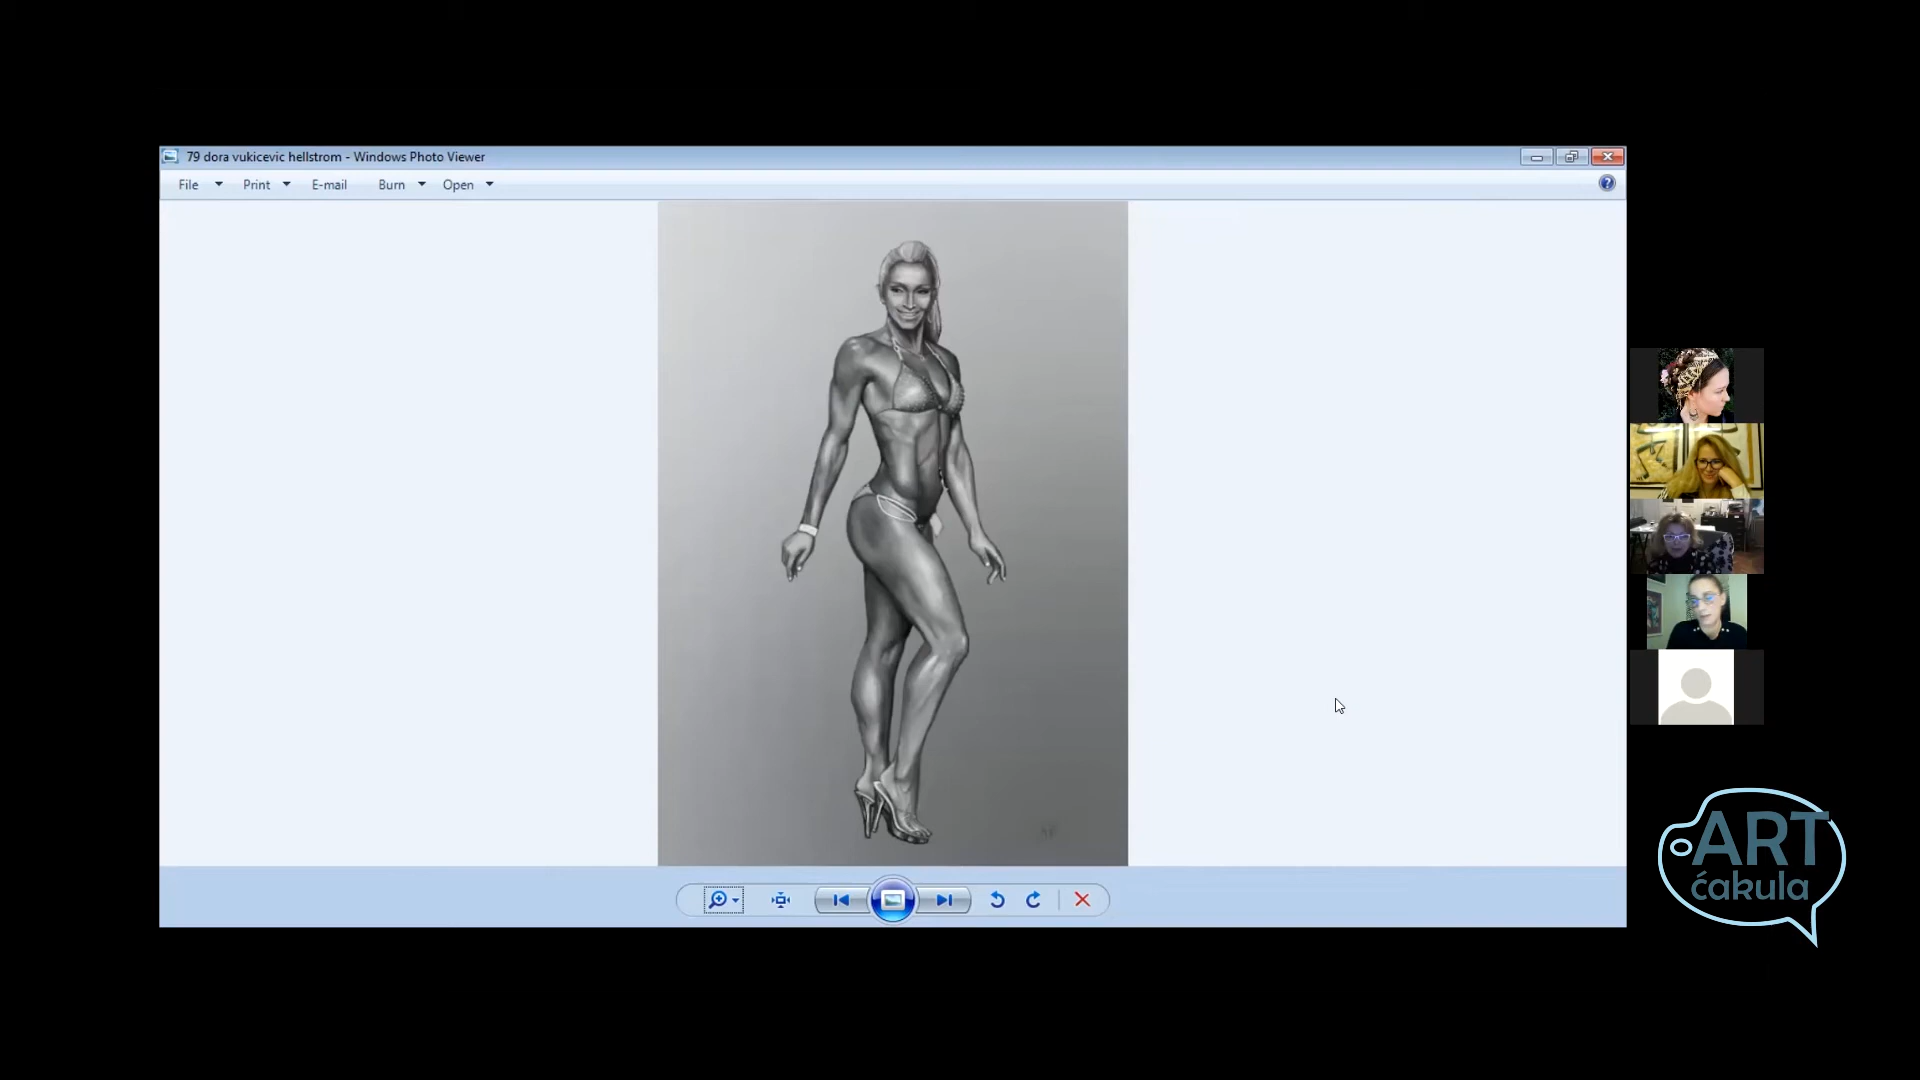 79 dora vukicevic hellstrom - Windows Photo Viewer
File Print E-mail Burn Open
ART
ćakula